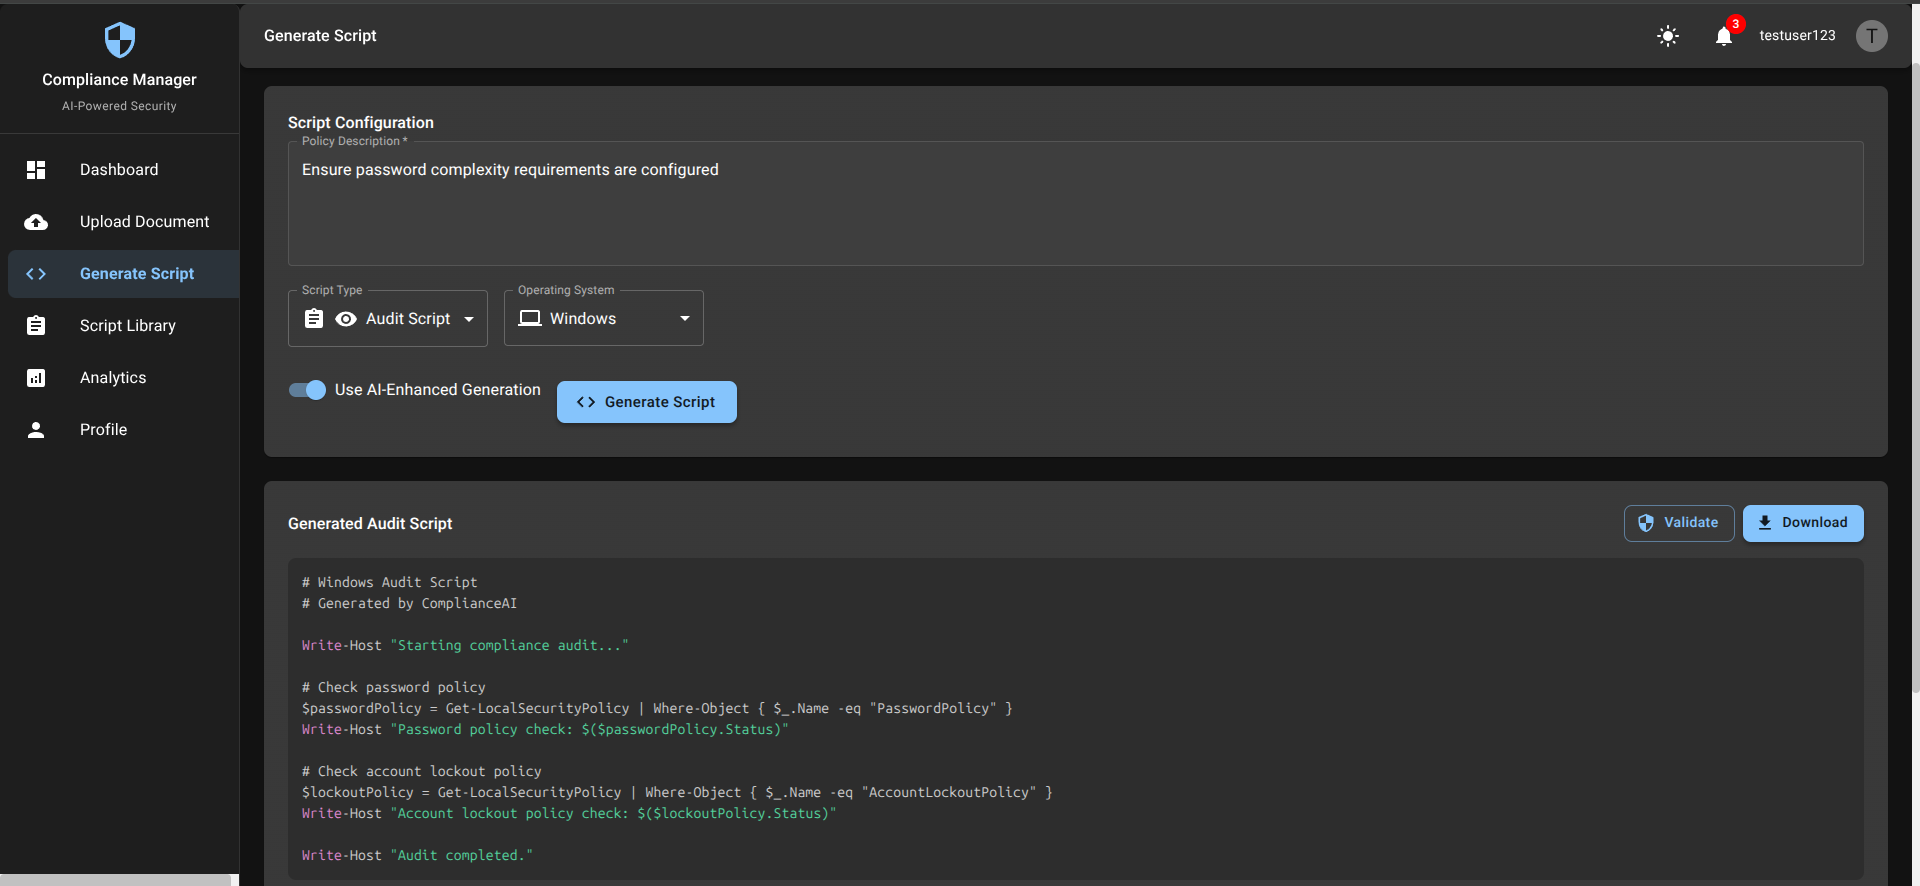 Compliance Manager
AI-Powered Security
Dashboard
Upload Document
Generate Script
Script Library
Analytics
Profile
Generate Script
3
testuser123
T
Script Configuration
Policy Description *
Ensure password complexity requirements are configured
Script Type
Audit Script
Operating System
Windows
Use AI-Enhanced Generation
Generate Script
Generated Audit Script
Validate
Download
# Windows Audit Script
# Generated by ComplianceAI
Write-Host "Starting compliance audit..."
# Check password policy
$passwordPolicy = Get-LocalSecurityPolicy | Where-Object { $_.Name -eq "PasswordPolicy" }
Write-Host "Password policy check: $($passwordPolicy.Status)"
# Check account lockout policy
$lockoutPolicy = Get-LocalSecurityPolicy | Where-Object { $_.Name -eq "AccountLockoutPolicy" }
Write-Host "Account lockout policy check: $($lockoutPolicy.Status)"
Write-Host "Audit completed."